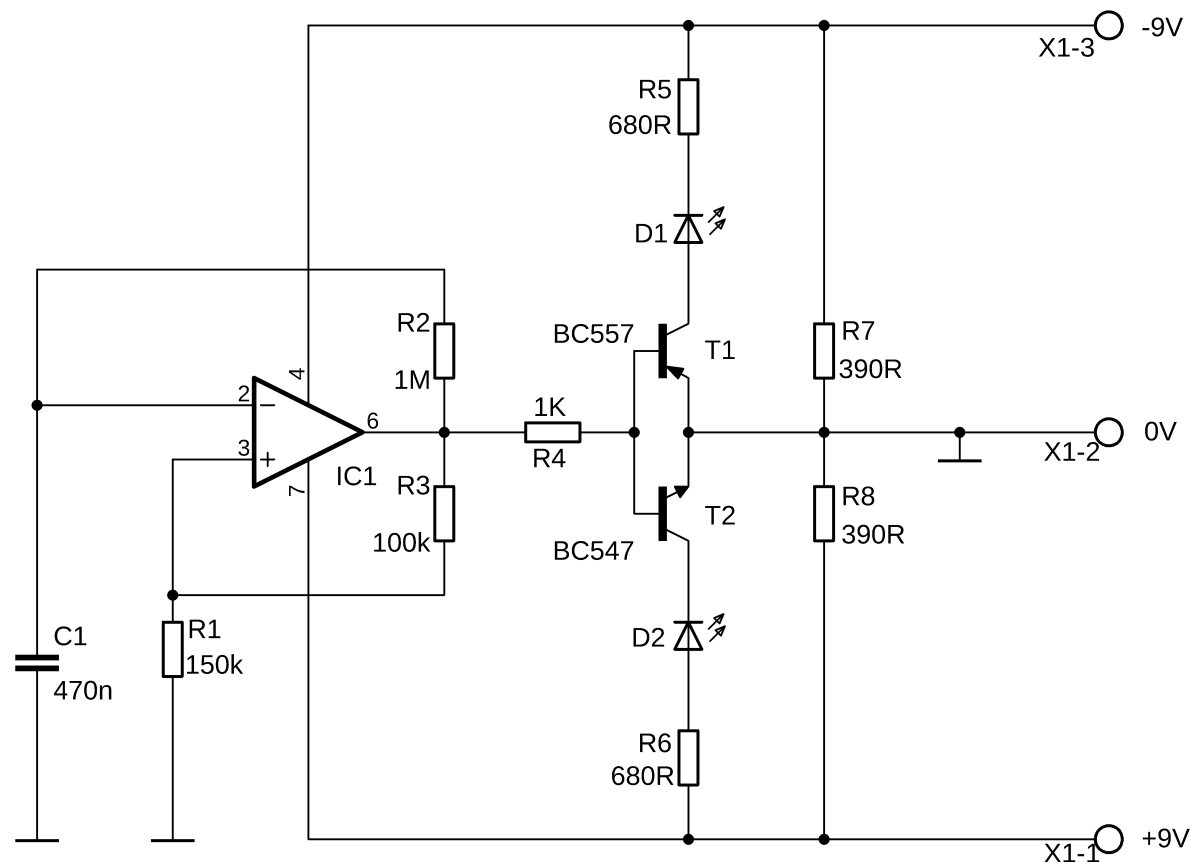 -9V
X1-3
R5
680R
D1
R2
1M
BC557
T1
R7
390R
4
2
3
6
7
IC1
1K
R4
0V
X1-2
R3
100k
T2
BC547
R8
390R
C1
470n
R1
150k
D2
R6
680R
+9V
X1-1